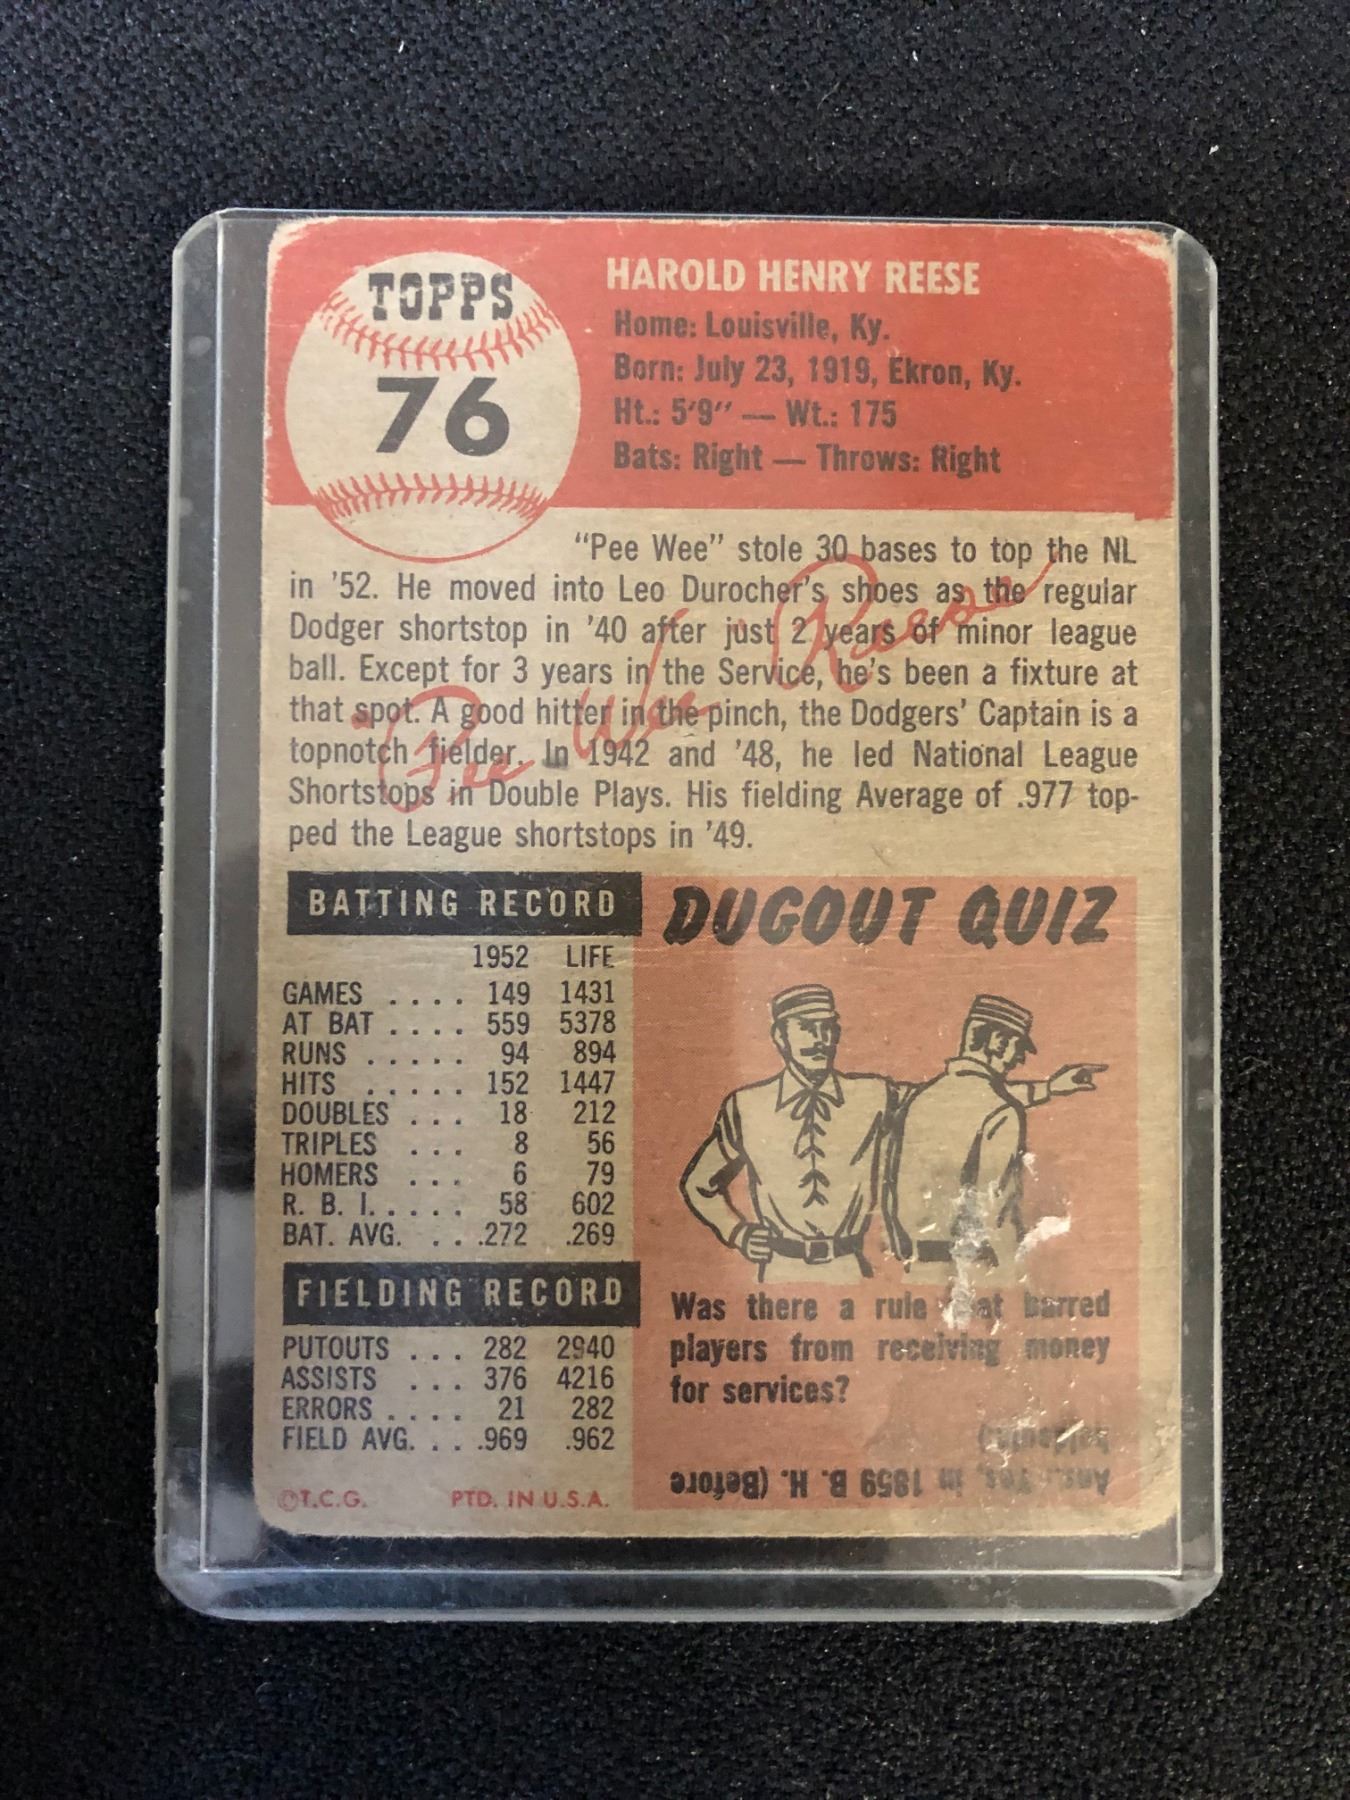 TOPPS
76
HAROLD HENRY REESE
Home: Louisville, Ky.
Born: July 23, 1919, Ekron, Ky.
Ht.: 5'9" — Wt.: 175
Bats: Right — Throws: Right
"Pee Wee" stole 30 bases to top the NL
in '52. He moved into Leo Durocher's shoes as the regular
Dodger shortstop in '40 after just 2 years of minor league
ball. Except for 3 years in the Service, he's been a fixture at
that spot. A good hitter in the pinch, the Dodgers' Captain is a
topnotch fielder. In 1942 and '48, he led National League
Shortstops in Double Plays. His fielding Average of .977 top-
ped the League shortstops in '49.
"Pee Wee" Reese
BATTING RECORD
1952 LIFE
GAMES .... 149 1431
AT BAT .... 559 5378
RUNS ..... 94 894
HITS ..... 152 1447
DOUBLES ... 18 212
TRIPLES ... 8 56
HOMERS ... 6 79
R. B. I. .... 58 602
BAT. AVG. ... .272 .269
FIELDING RECORD
PUTOUTS ... 282 2940
ASSISTS ... 376 4216
ERRORS .... 21 282
FIELD AVG. ... .969 .962
©T.C.G. PTD. IN U.S.A.
DUGOUT QUIZ
Was there a rule barred
players from receiving money
for services?
Ans.: Yes, in 1859 B. H. (Before